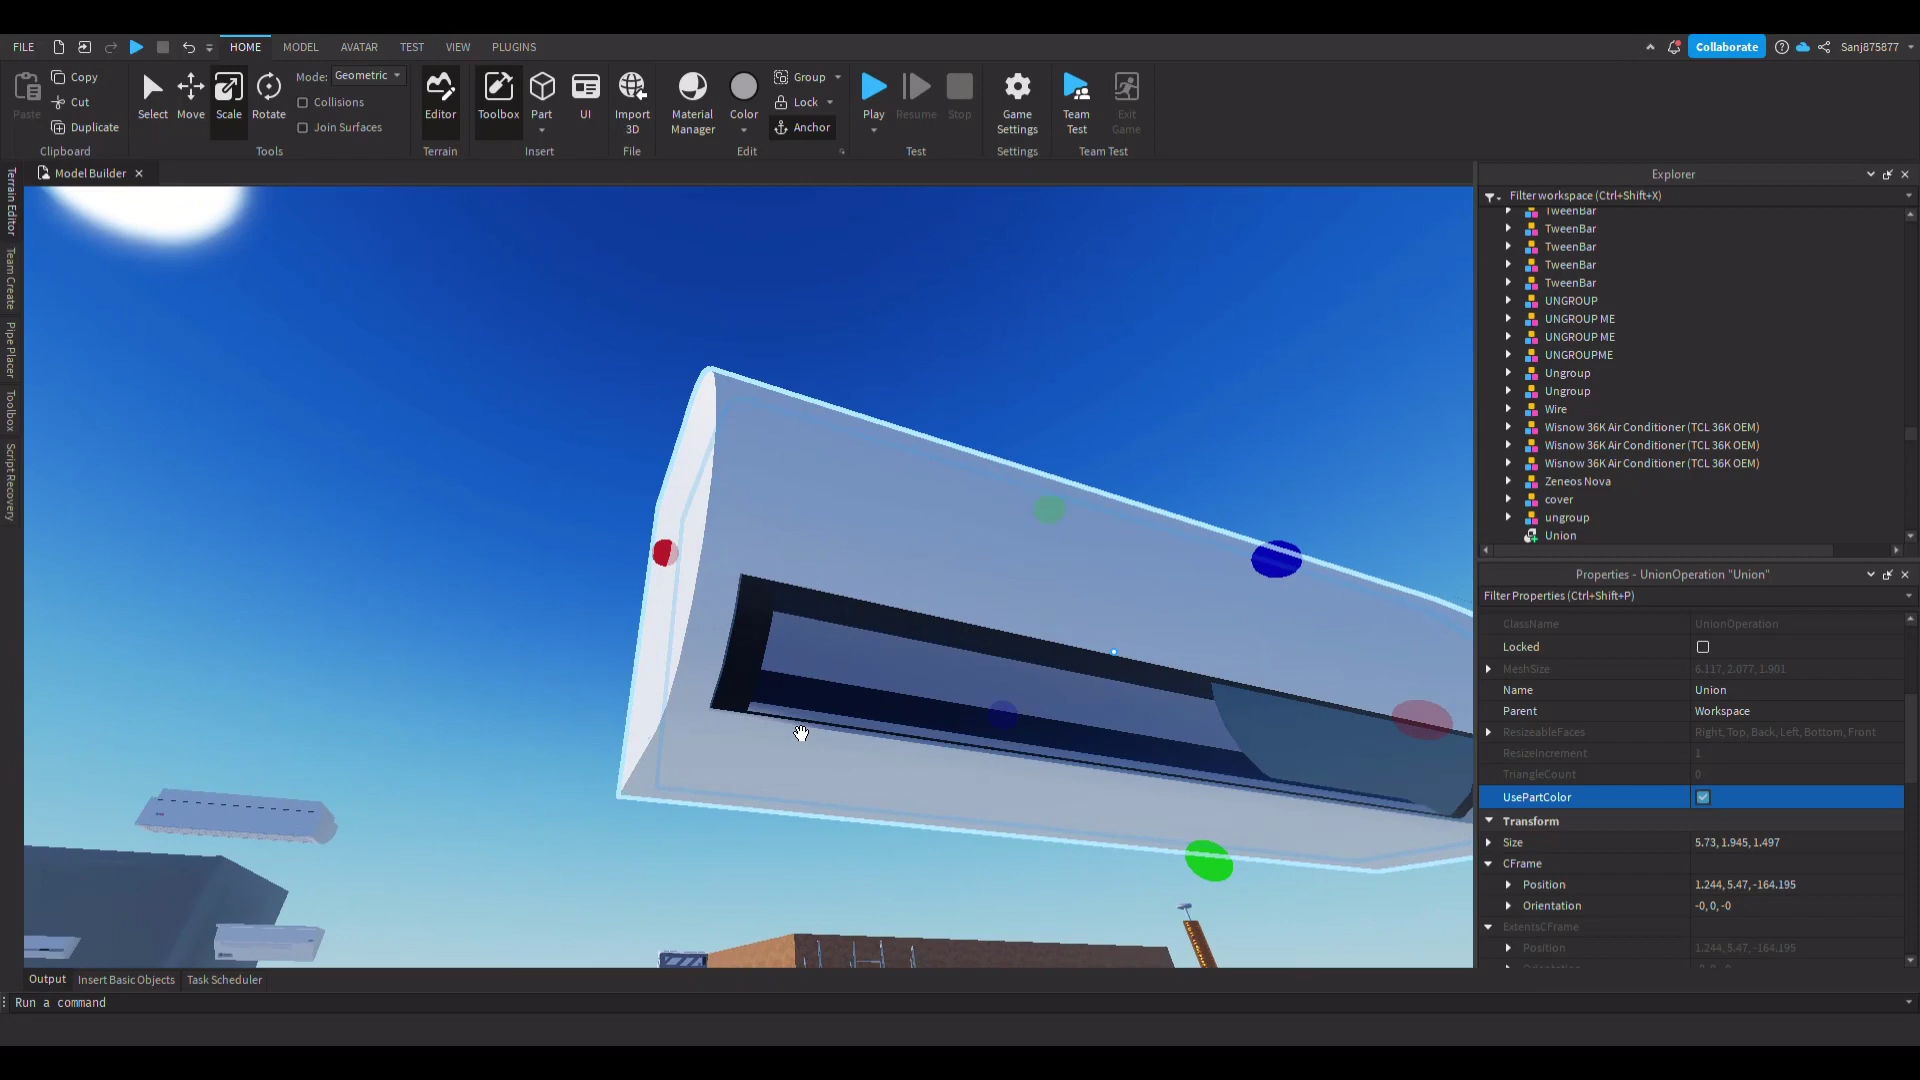 FILE HOME MODEL AVATAR TEST VIEW PLUGINS Collaborate Sanj875877
Paste
Copy
Cut
Duplicate
Clipboard
Select Move Scale Rotate
Mode: Geometric
Collisions
Join Surfaces
Tools
Editor
Terrain
Toolbox Part UI
Insert
Import
3D
File
Material
Manager
Color
Group
Lock
Anchor
Edit
Play Resume Stop
Test
Game
Settings
Settings
Team
Test
Exit
Game
Team Test
Model Builder
Terrain Editor
Team Create
Pipe Placer
Toolbox
Script Recovery
Explorer
Filter workspace (Ctrl+Shift+X)
TweenBar
TweenBar
TweenBar
TweenBar
TweenBar
UNGROUP
UNGROUP ME
UNGROUP ME
UNGROUPME
Ungroup
Ungroup
Wire
Wisnow 36K Air Conditioner (TCL 36K OEM)
Wisnow 36K Air Conditioner (TCL 36K OEM)
Wisnow 36K Air Conditioner (TCL 36K OEM)
Zeneos Nova
cover
ungroup
Union
Properties - UnionOperation "Union"
Filter Properties (Ctrl+Shift+P)
ClassName UnionOperation
Locked
MeshSize 6.117, 2.077, 1.901
Name Union
Parent Workspace
ResizeableFaces Right, Top, Back, Left, Bottom, Front
ResizeIncrement 1
TriangleCount 0
UsePartColor
Transform
Size 5.73, 1.945, 1.497
CFrame
Position 1.244, 5.47, -164.195
Orientation -0, 0, -0
ExtentsCFrame
Position 1.244, 5.47, -164.195
Output Insert Basic Objects Task Scheduler
Run a command